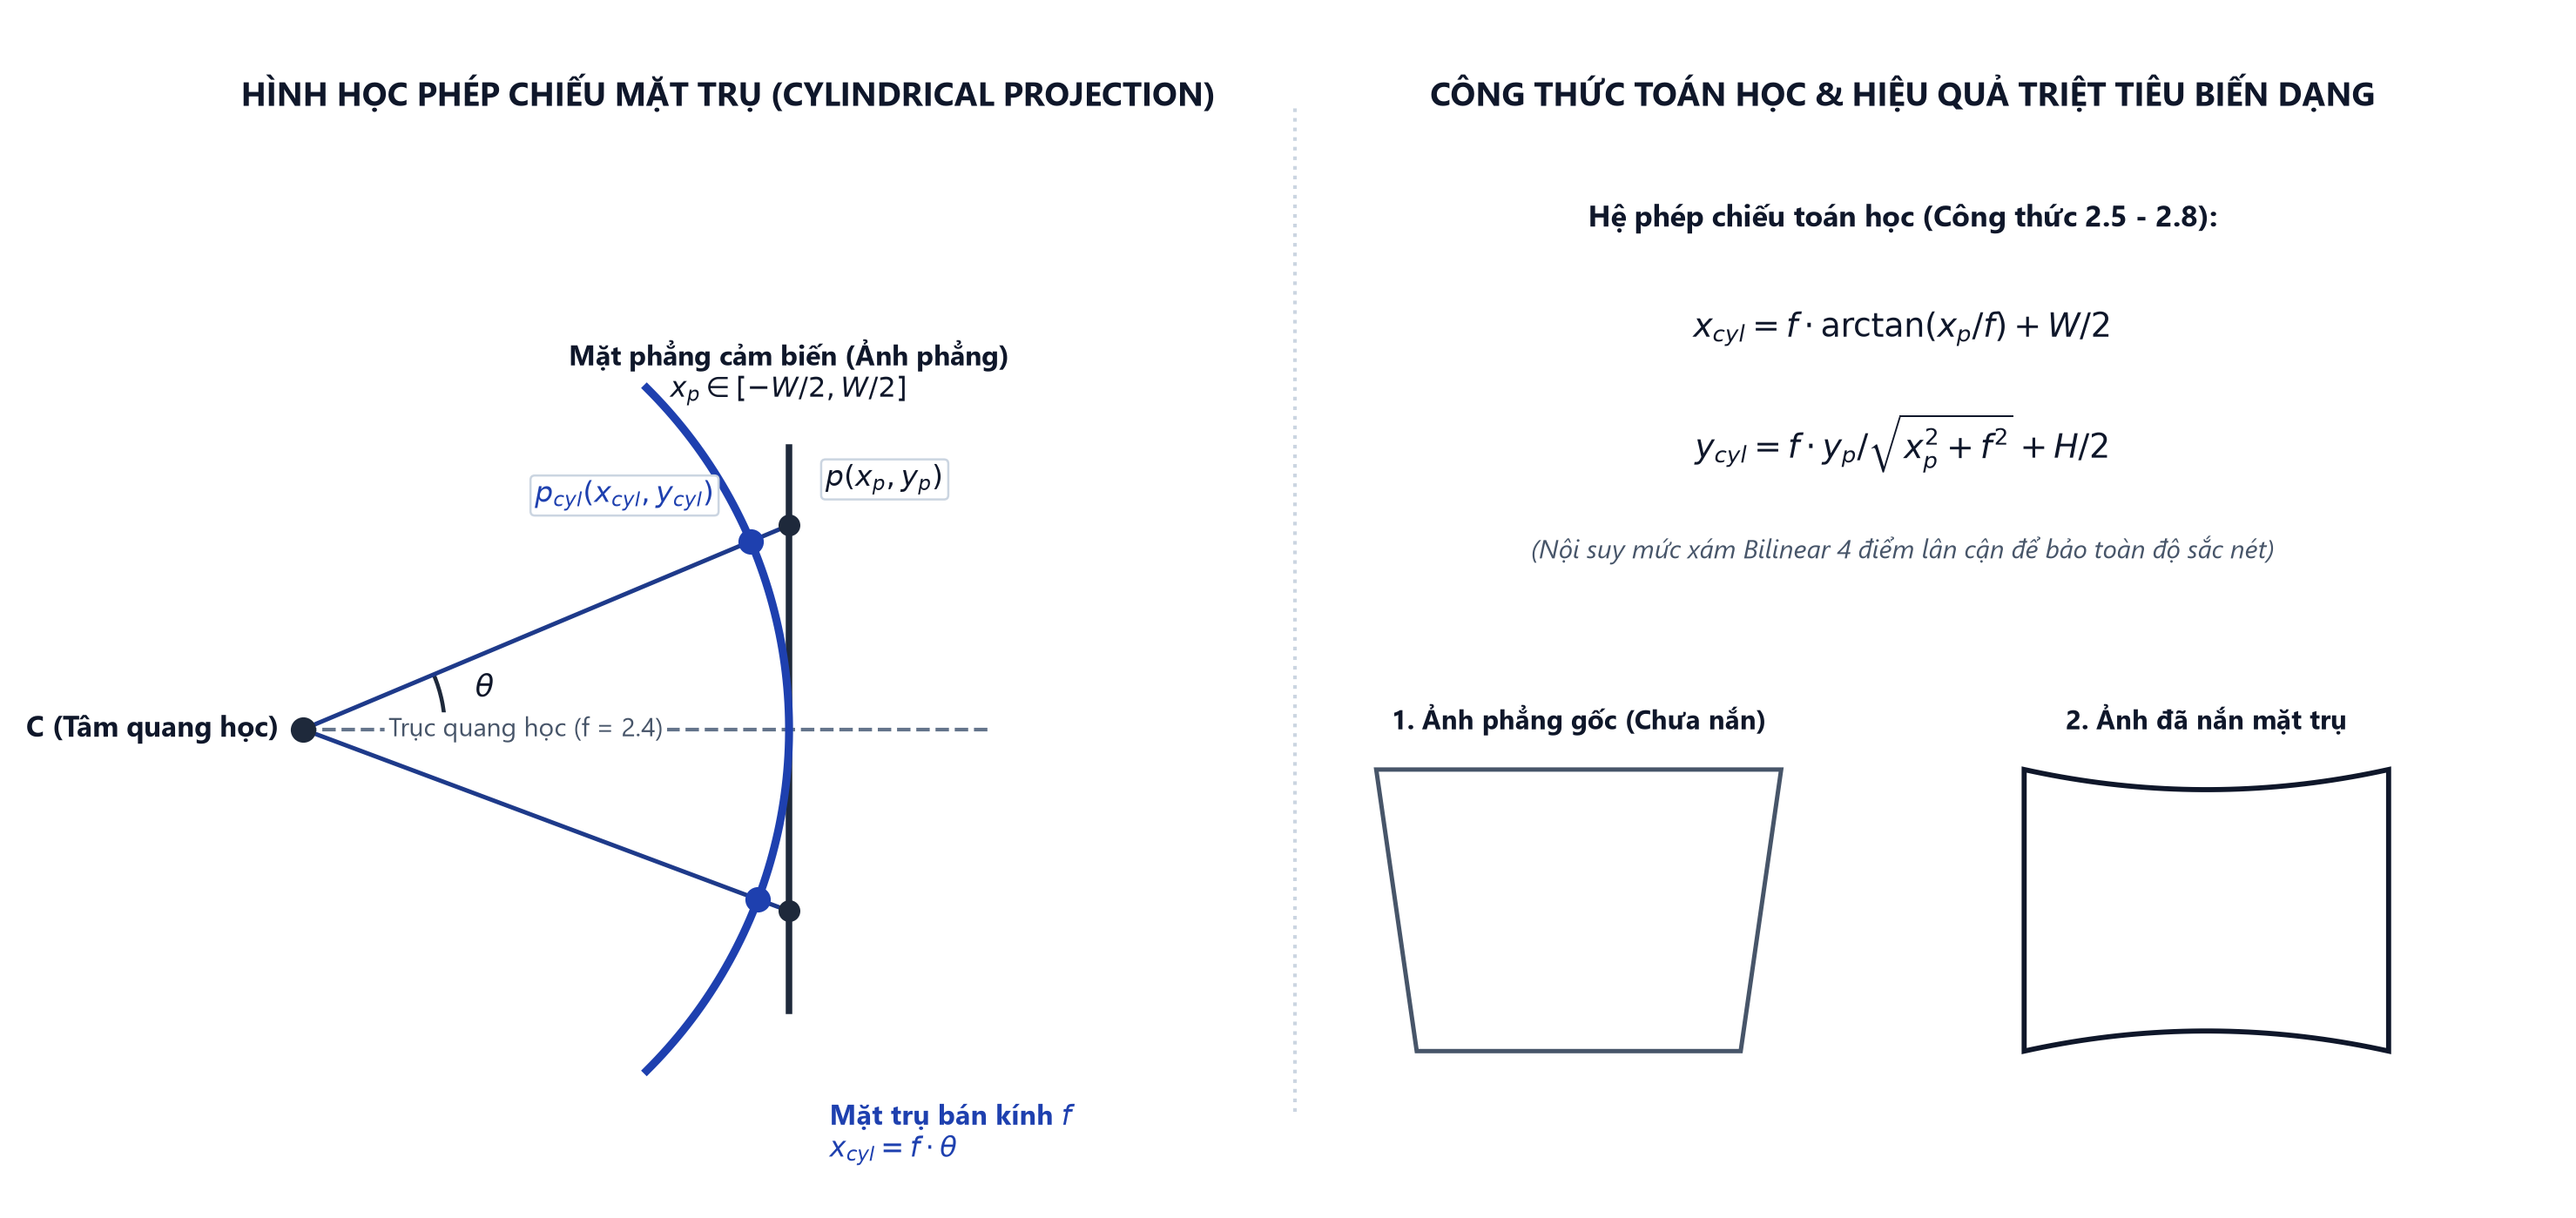 HÌNH HỌC PHÉP CHIẾU MẶT TRỤ (CYLINDRICAL PROJECTION)
Mặt phẳng cảm biến (Ảnh phẳng)
x_p ∈ [−W/2, W/2]
p(x_p, y_p)
p_cyl(x_cyl, y_cyl)
θ
C (Tâm quang học)
Trục quang học (f = 2.4)
Mặt trụ bán kính f
x_cyl = f · θ
CÔNG THỨC TOÁN HỌC & HIỆU QUẢ TRIỆT TIÊU BIẾN DẠNG
Hệ phép chiếu toán học (Công thức 2.5 - 2.8):
x_cyl = f · arctan(x_p/f) + W/2
y_cyl = f · y_p/√(x_p² + f²) + H/2
(Nội suy mức xám Bilinear 4 điểm lân cận để bảo toàn độ sắc nét)
1. Ảnh phẳng gốc (Chưa nắn)
2. Ảnh đã nắn mặt trụ